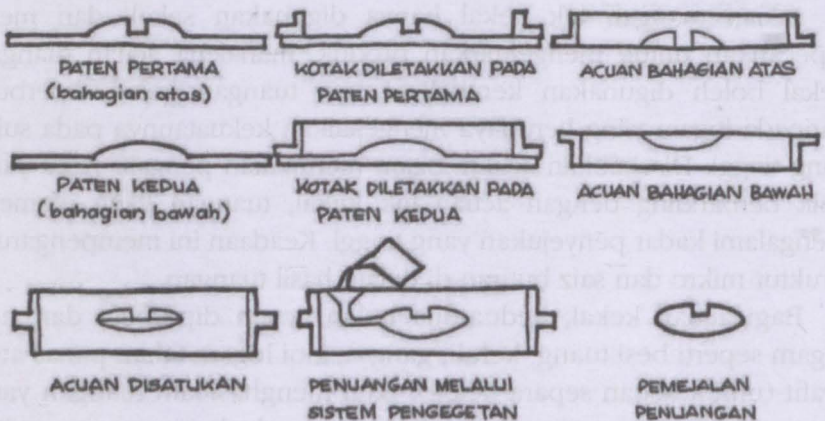 PATEN PERTAMA
(bahagian atas)
KOTAK DILETAKKAN PADA
PATEN PERTAMA
ACUAN BAHAGIAN ATAS
PATEN KEDUA
(bahagian bawah)
KOTAK DILETAKKAN PADA
PATEN KEDUA
ACUAN BAHAGIAN BAWAH
ACUAN DISATUKAN
PENUANGAN MELALUI
SISTEM PENGEGETAN
PEMEJALAN
PENUANGAN